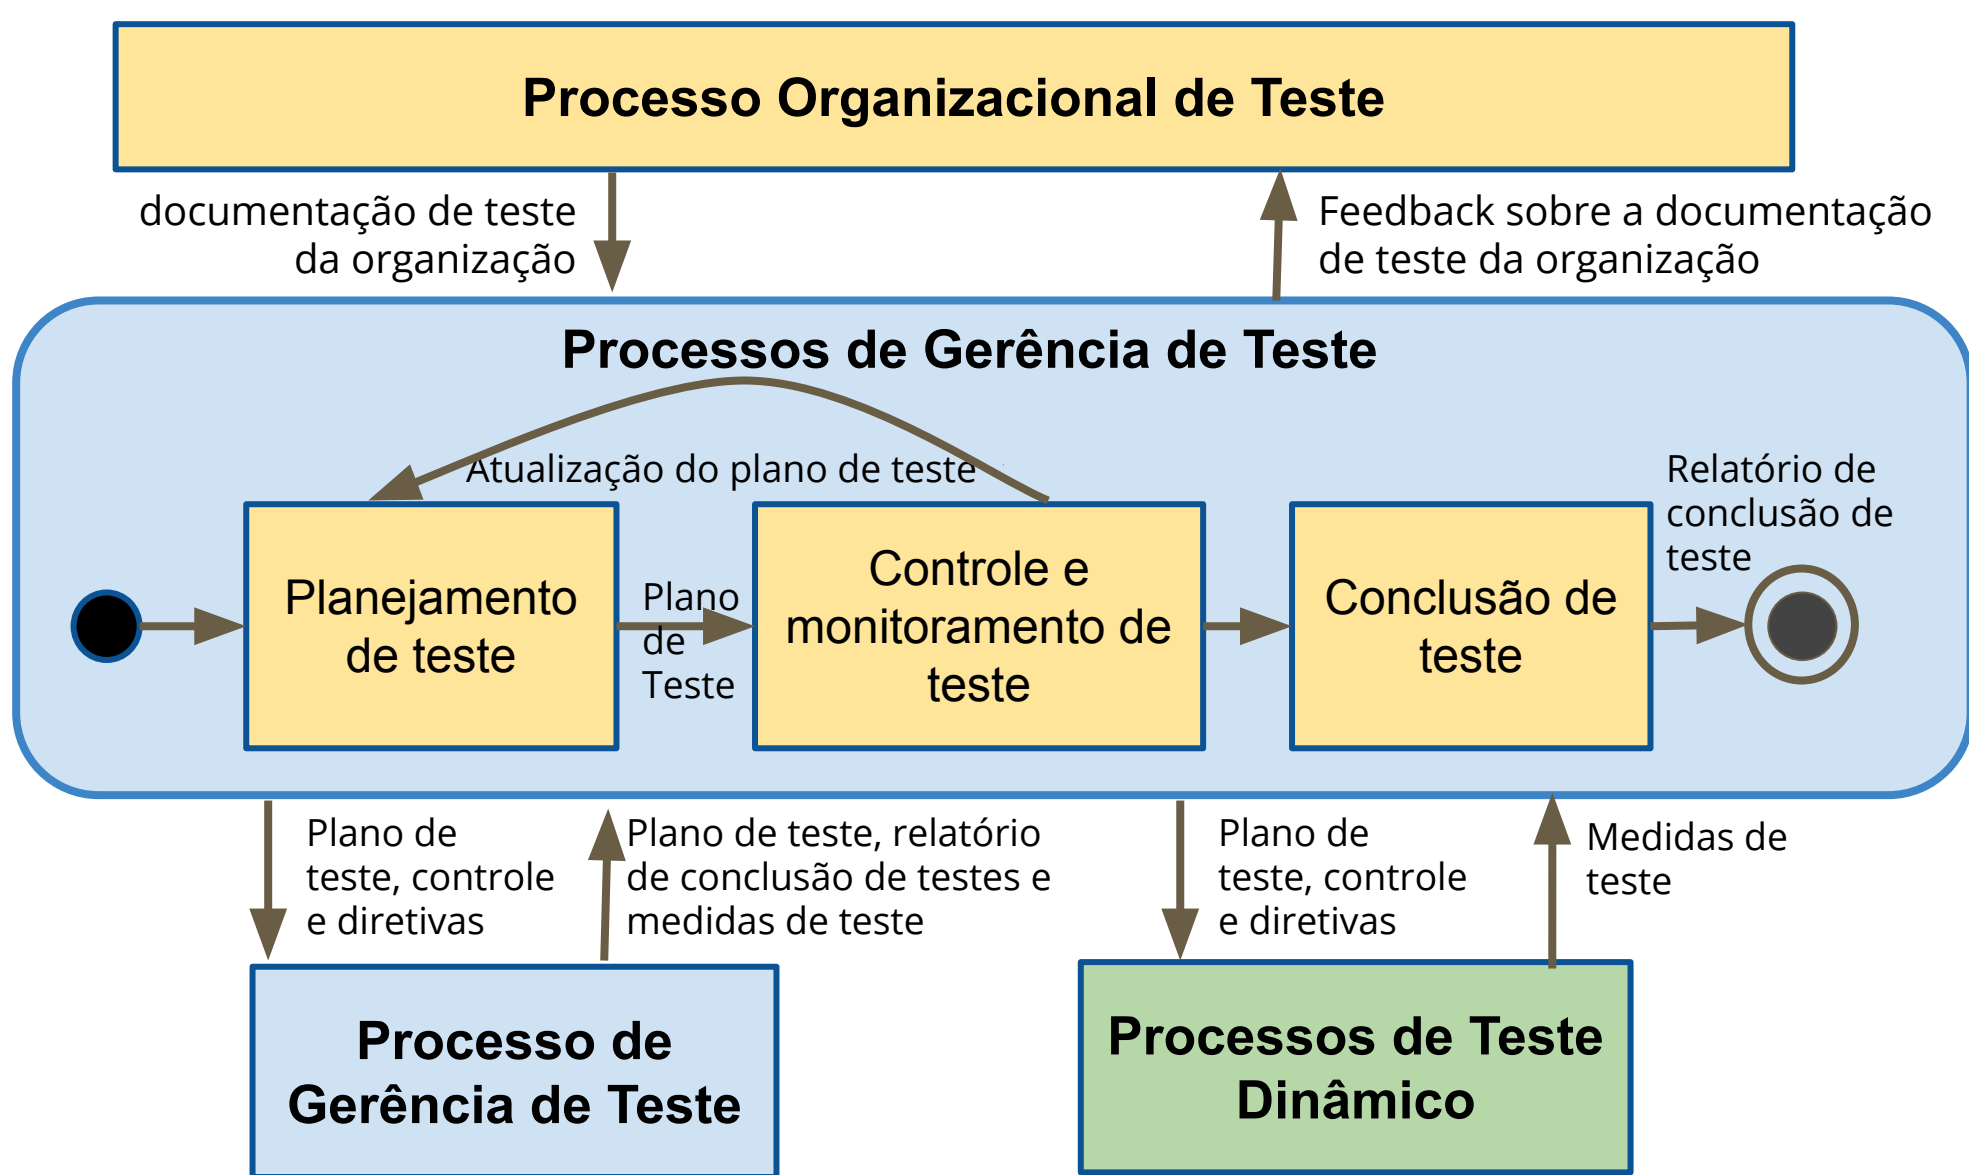 Processo Organizacional de Teste
documentação de teste
da organização
Feedback sobre a documentação
de teste da organização
Processos de Gerência de Teste
Atualização do plano de teste
Planejamento
de teste
Plano
de
Teste
Controle e
monitoramento de
teste
Conclusão de
teste
Relatório de
conclusão de
teste
Plano de
teste, controle
e diretivas
Plano de teste, relatório
de conclusão de testes e
medidas de teste
Plano de
teste, controle
e diretivas
Medidas de
teste
Processo de
Gerência de Teste
Processos de Teste
Dinâmico